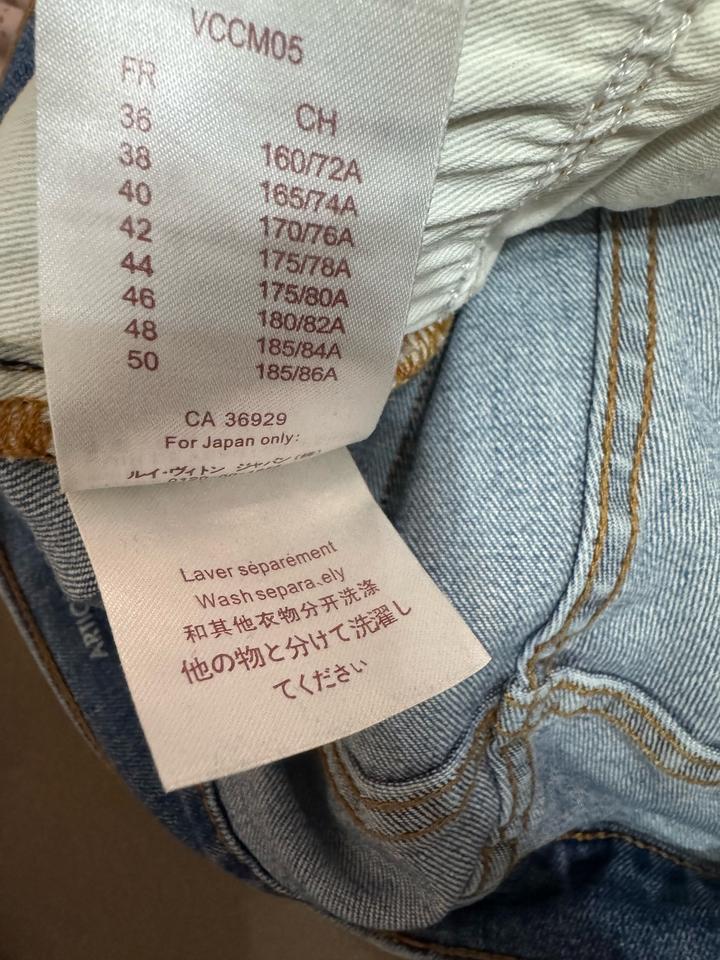 VCCM05
FR
CH
36 160/72A
38 165/74A
40 170/76A
42 175/78A
44 175/80A
46 180/82A
48 185/84A
50 185/86A
CA 36929
For Japan only:
ルイ・ヴィトン ジャパン
Laver séparément
Wash separa ely
和其他衣物分开洗涤
他の物と分けて洗濯し
てください
ARTIC